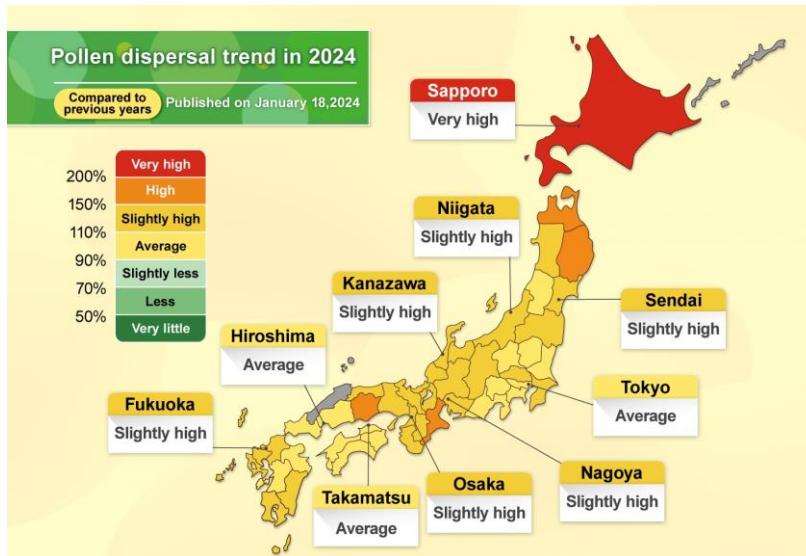 Pollen dispersal trend in 2024
Compared to
previous years
Published on January 18,2024
Very high
200%
High
150%
Slightly high
110%
Average
90%
Slightly less
70%
Less
50%
Very little
Sapporo
Very high
Niigata
Slightly high
Kanazawa
Slightly high
Sendai
Slightly high
Hiroshima
Average
Tokyo
Average
Fukuoka
Slightly high
Nagoya
Slightly high
Osaka
Slightly high
Takamatsu
Average